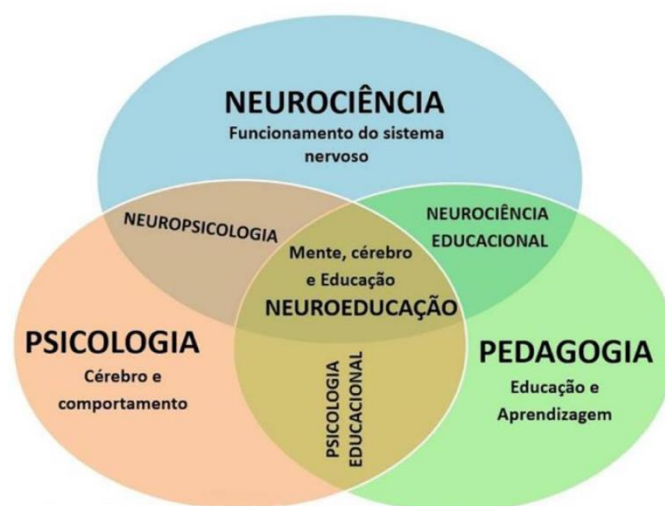 NEUROCIÊNCIA
Funcionamento do sistema
nervoso
NEUROPSICOLOGIA
NEUROCIÊNCIA
EDUCACIONAL
Mente, cérebro
e Educação
NEUROEDUCAÇÃO
PSICOLOGIA
Cérebro e
comportamento
PSICOLOGIA
EDUCACIONAL
PEDAGOGIA
Educação e
Aprendizagem